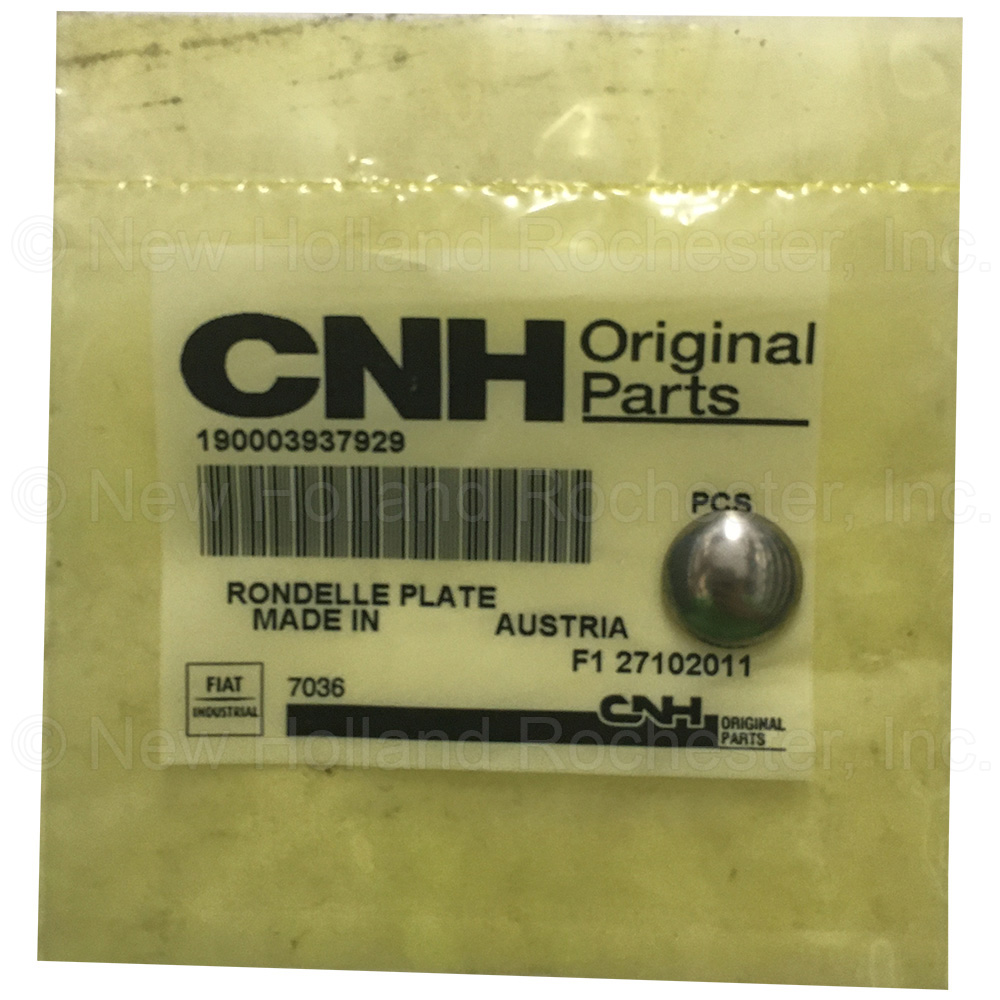 © New Holland Rochester, Inc.
CNH Original
Parts
190003937929
© New Holland Rochester, Inc.
PCS
RONDELLE PLATE
MADE IN AUSTRIA
F1 27102011
FIAT
INDUSTRIAL
7036
CNH ORIGINAL
PARTS
© New Holland Rochester, Inc.